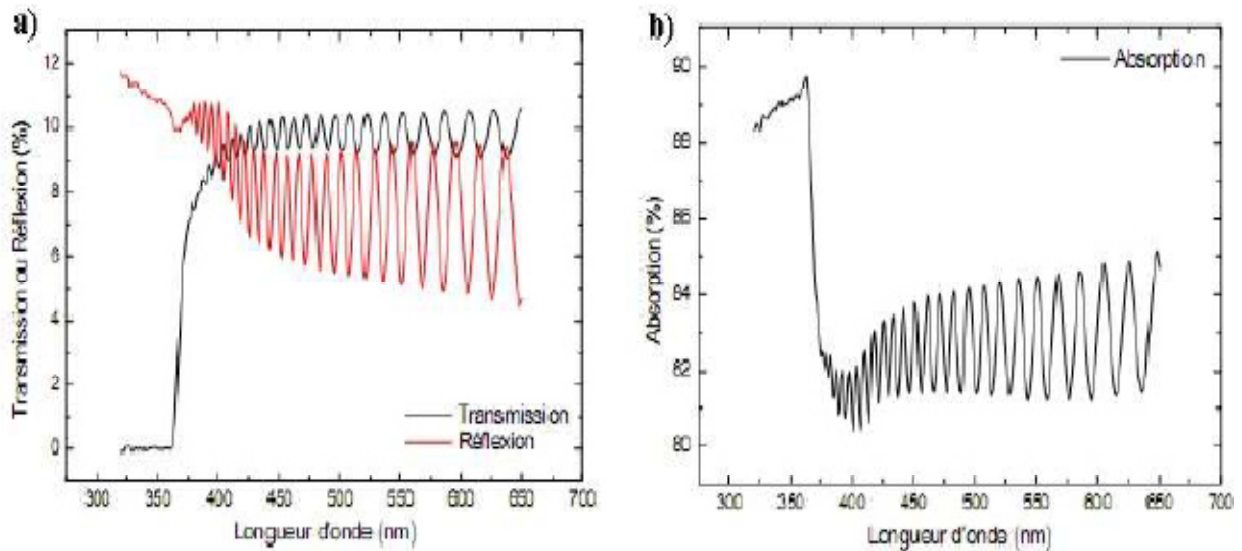 a)
Transmission ou Réflexion (%)
12
10
8
6
4
2
0
Transmission
Réflexion
300 350 400 450 500 550 600 650 700
Longueur d'onde (nm)
b)
Absorption (%)
90
88
86
84
82
80
Absorption
300 350 400 450 500 550 600 650 700
Longueur d'onde (nm)